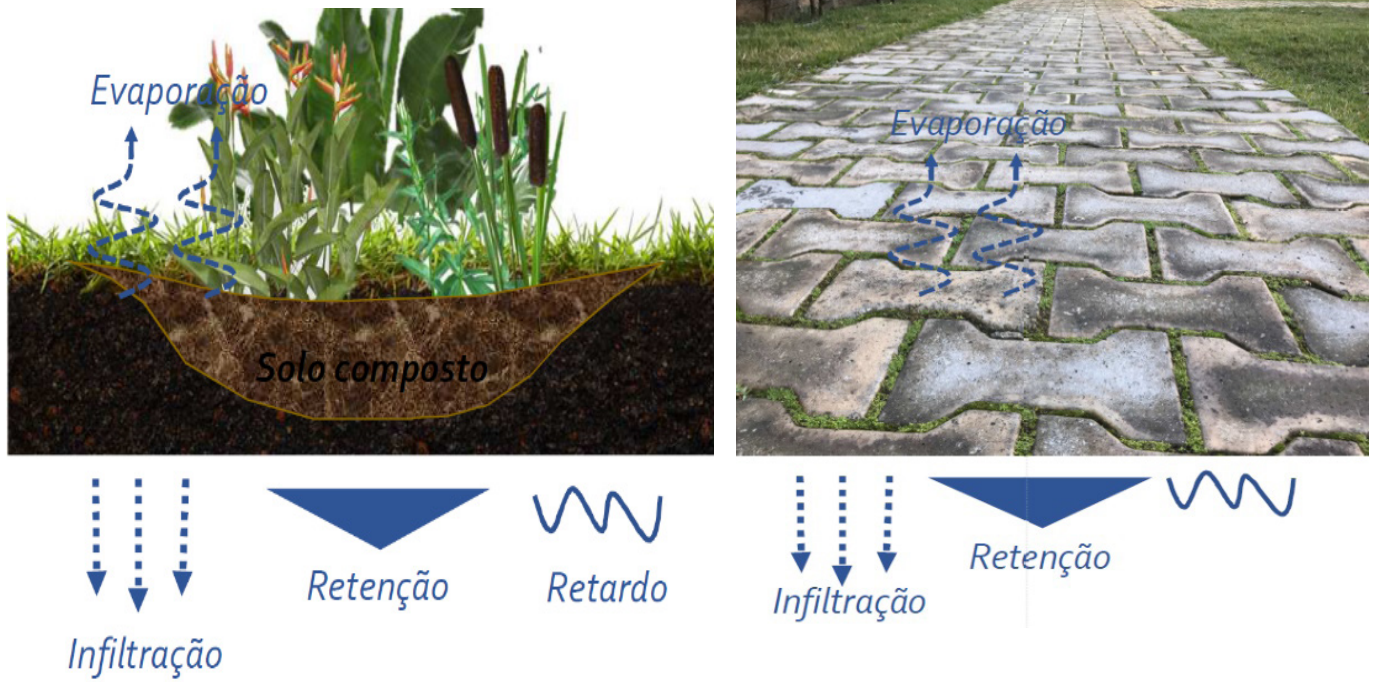 Evaporação
Solo composto
Infiltração
Retenção
Retardo
Evaporação
Infiltração
Retenção